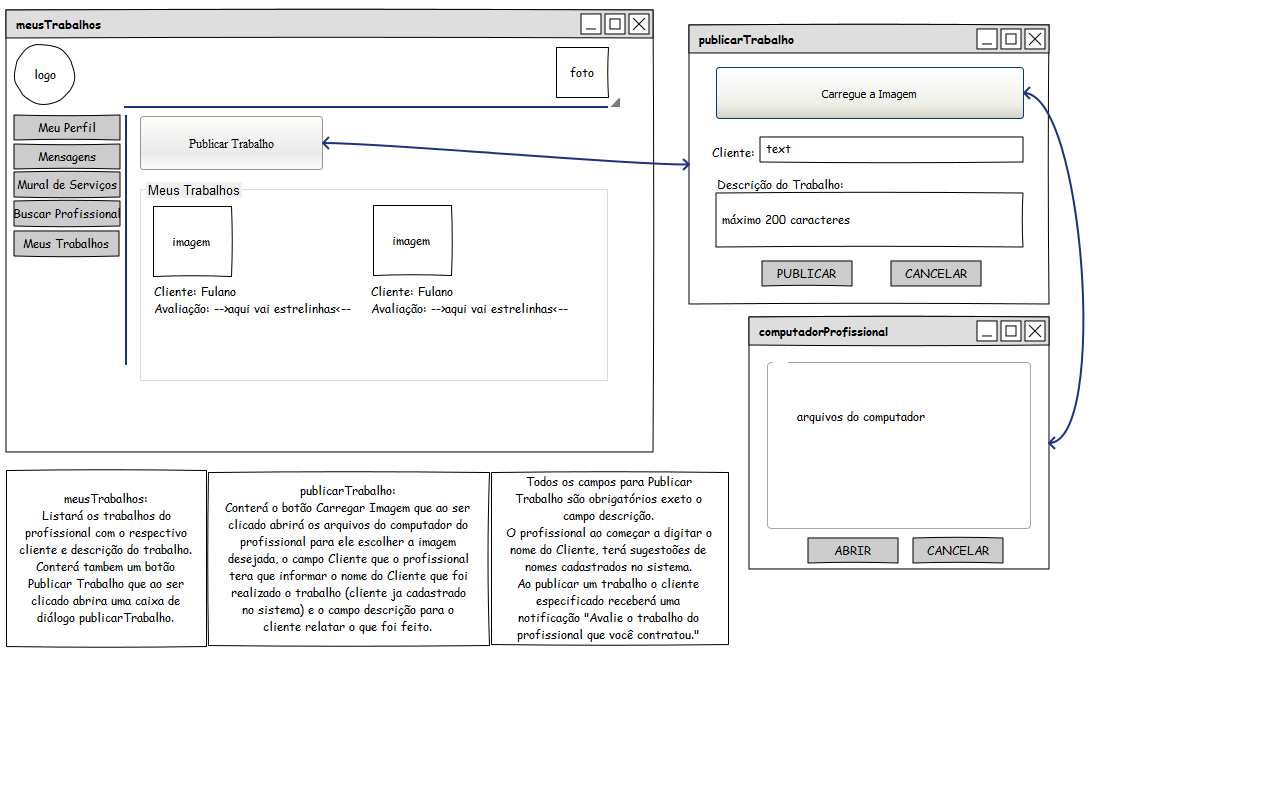 meusTrabalhos
logo
foto
Meu Perfil
Mensagens
Mural de Serviços
Buscar Profissional
Meus Trabalhos
Publicar Trabalho
Meus Trabalhos
imagem
imagem
Cliente: Fulano
Avaliação: -->aqui vai estrelinhas<--
Cliente: Fulano
Avaliação: -->aqui vai estrelinhas<--
publicarTrabalho
Carregue a Imagem
Cliente: text
Descrição do Trabalho:
máximo 200 caracteres
PUBLICAR
CANCELAR
computadorProfissional
arquivos do computador
ABRIR
CANCELAR
meusTrabalhos:
Listará os trabalhos do
profissional com o respectivo
cliente e descrição do trabalho.
Conterá tambem um botão
Publicar Trabalho que ao ser
clicado abrira uma caixa de
diálogo publicarTrabalho.
publicarTrabalho:
Conterá o botão Carregar Imagem que ao ser
clicado abrirá os arquivos do computador do
profissional para ele escolher a imagem
desejada, o campo Cliente que o profissional
tera que informar o nome do Cliente que foi
realizado o trabalho (cliente ja cadastrado
no sistema) e o campo descrição para o
cliente relatar o que foi feito.
Todos os campos para Publicar
Trabalho são obrigatórios exeto o
campo descrição.
O profissional ao começar a digitar o
nome do Cliente, terá sugestoões de
nomes cadastrados no sistema.
Ao publicar um trabalho o cliente
especificado receberá uma
notificação "Avalie o trabalho do
profissional que você contratou."